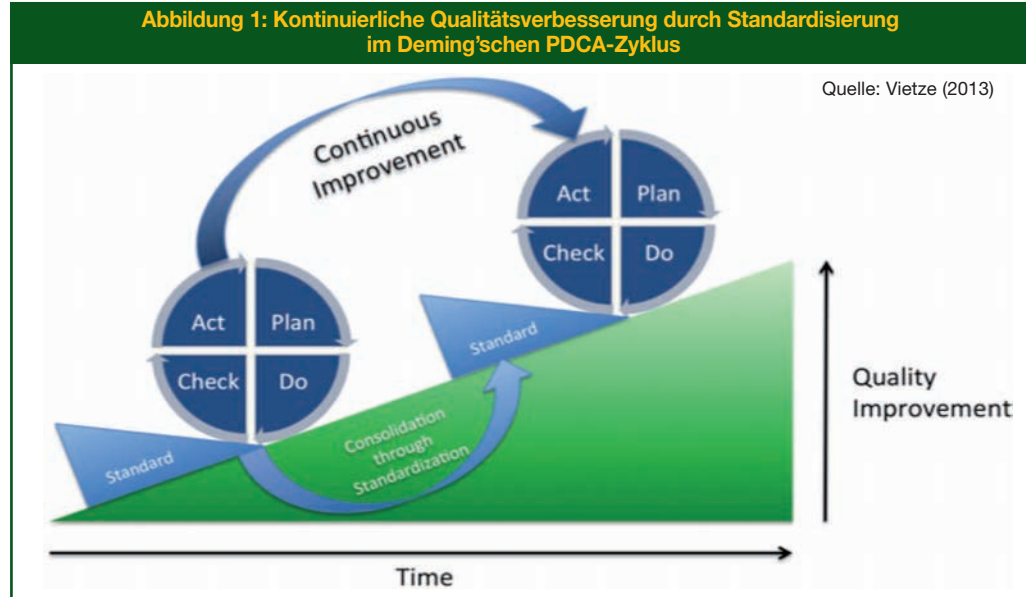 Abbildung 1: Kontinuierliche Qualitätsverbesserung durch Standardisierung
im Deming’schen PDCA-Zyklus
Quelle: Vietze (2013)
Continuous
Improvement
Act
Plan
Check
Do
Act
Plan
Check
Do
Standard
Standard
Consolidation
through
Standardization
Quality
Improvement
Time